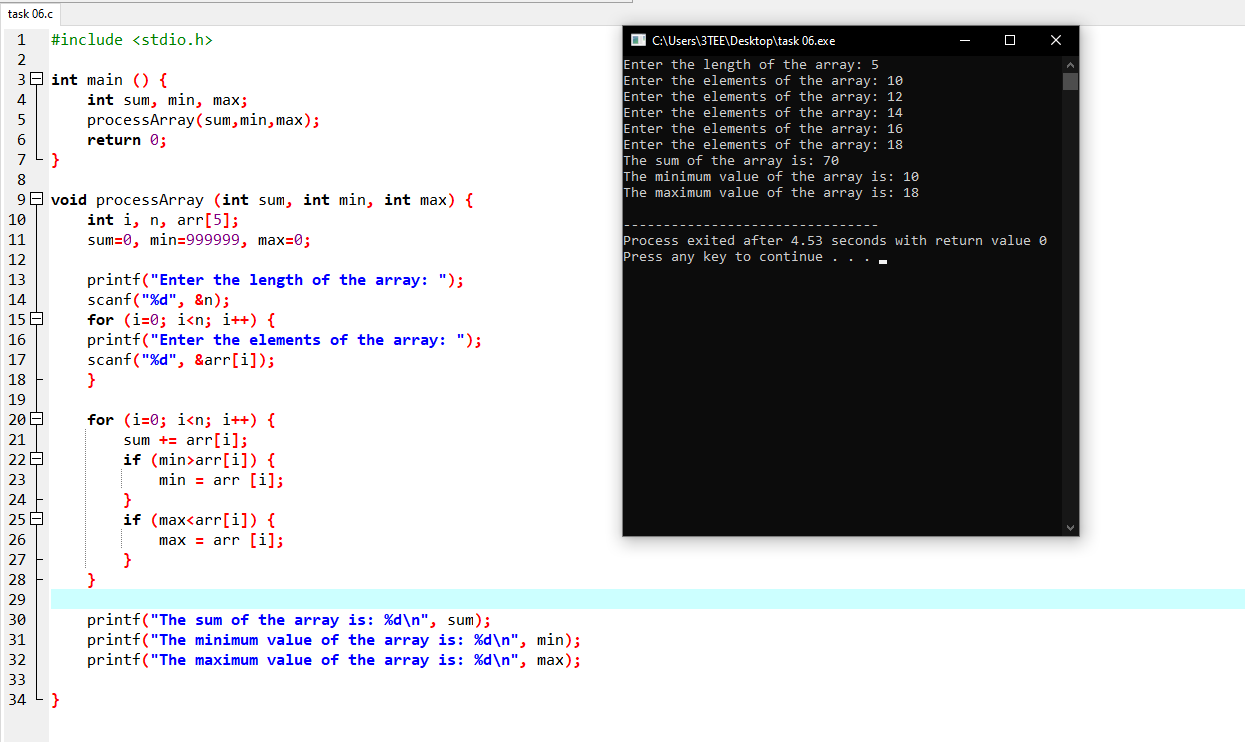 task 06.c
1 #include <stdio.h>
2
3 int main () {
4 int sum, min, max;
5 processArray(sum,min,max);
6 return 0;
7 }
8
9 void processArray (int sum, int min, int max) {
10 int i, n, arr[5];
11 sum=0, min=999999, max=0;
12
13 printf("Enter the length of the array: ");
14 scanf("%d", &n);
15 for (i=0; i<n; i++) {
16 printf("Enter the elements of the array: ");
17 scanf("%d", &arr[i]);
18 }
19
20 for (i=0; i<n; i++) {
21 sum += arr[i];
22 if (min>arr[i]) {
23 min = arr [i];
24 }
25 if (max<arr[i]) {
26 max = arr [i];
27 }
28 }
29
30 printf("The sum of the array is: %d\n", sum);
31 printf("The minimum value of the array is: %d\n", min);
32 printf("The maximum value of the array is: %d\n", max);
33
34 }
C:\Users\3TEE\Desktop\task 06.exe
Enter the length of the array: 5
Enter the elements of the array: 10
Enter the elements of the array: 12
Enter the elements of the array: 14
Enter the elements of the array: 16
Enter the elements of the array: 18
The sum of the array is: 70
The minimum value of the array is: 10
The maximum value of the array is: 18
--------------------------------
Process exited after 4.53 seconds with return value 0
Press any key to continue . . .